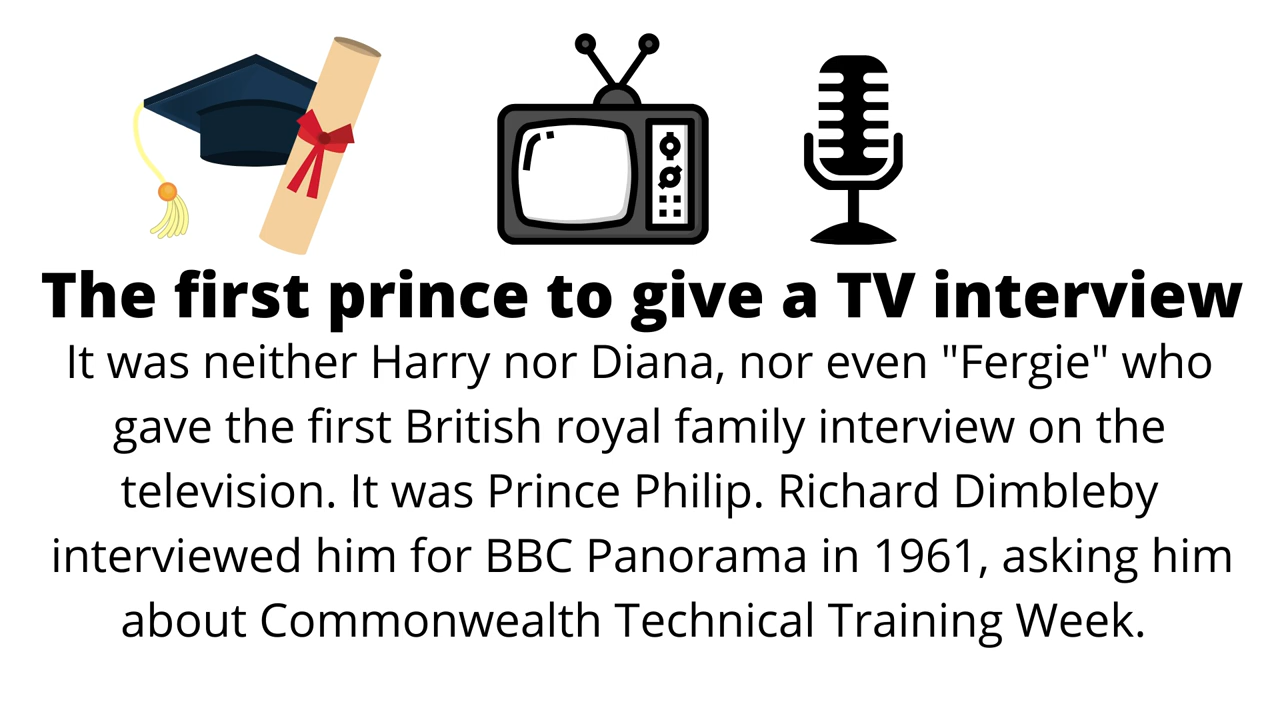 The first prince to give a TV interview
It was neither Harry nor Diana, nor even "Fergie" who
gave the first British royal family interview on the
television. It was Prince Philip. Richard Dimbleby
interviewed him for BBC Panorama in 1961, asking him
about Commonwealth Technical Training Week.